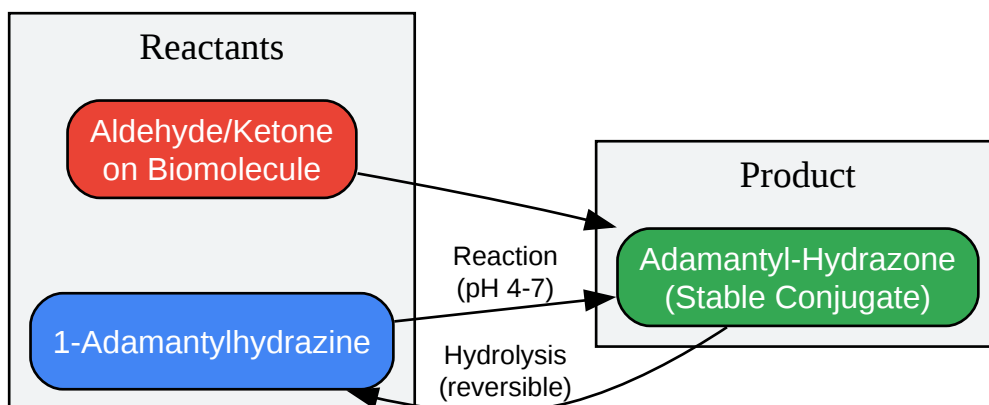 Reactants
Aldehyde/Ketone
on Biomolecule
1-Adamantylhydrazine
Reaction
(pH 4-7)
Hydrolysis
(reversible)
Product
Adamantyl-Hydrazone
(Stable Conjugate)